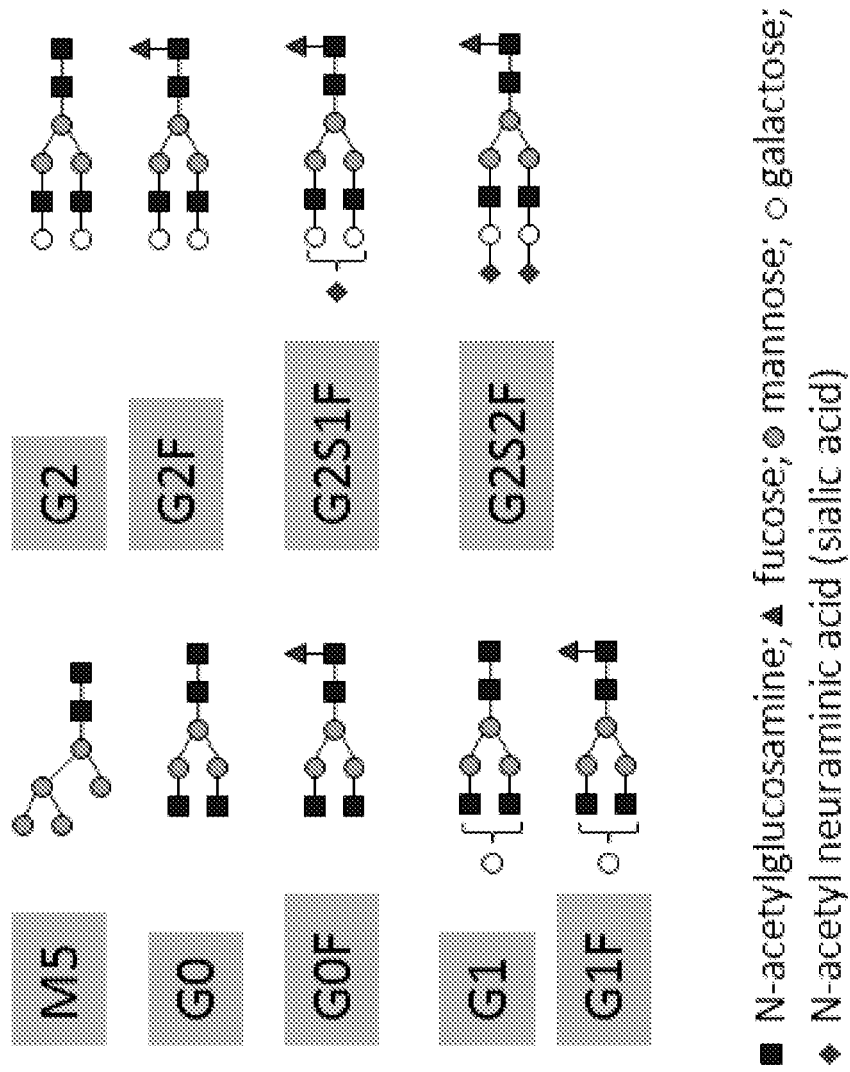 M5
G0
G0F
G1
G1F
G2
G2F
G2S1F
G2S2F
N-acetylglucosamine; fucose; mannose; galactose;
N-acetyl neuraminic acid (sialic acid)